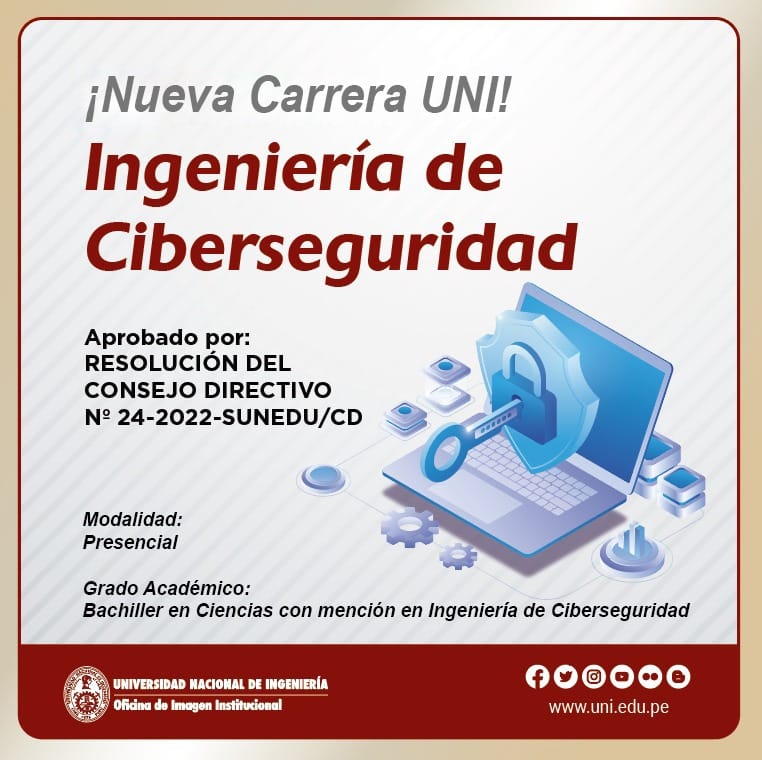 ¡Nueva Carrera UNI!
Ingeniería de
Ciberseguridad
Aprobado por:
RESOLUCIÓN DEL
CONSEJO DIRECTIVO
Nº 24-2022-SUNEDU/CD
Modalidad:
Presencial
Grado Académico:
Bachiller en Ciencias con mención en Ingeniería de Ciberseguridad
UNIVERSIDAD NACIONAL DE INGENIERÍA
Oficina de Imagen Institucional
www.uni.edu.pe